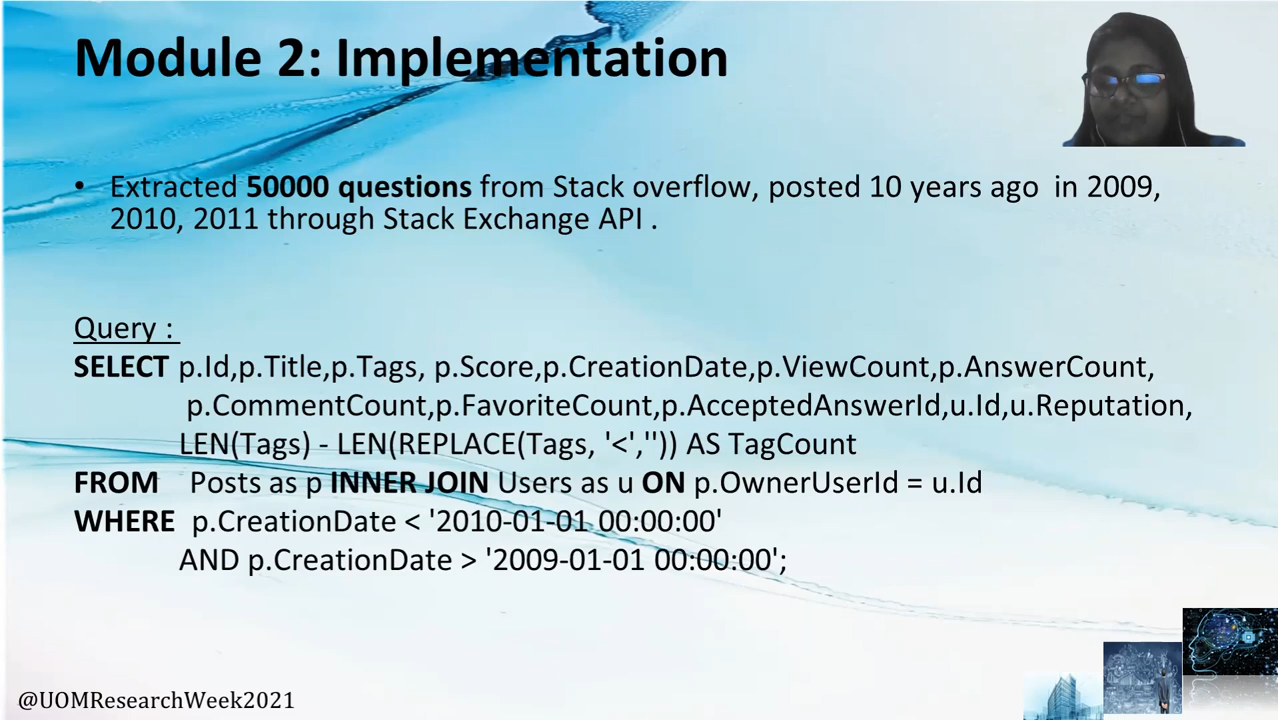 Module 2: Implementation
• Extracted 50000 questions from Stack overflow, posted 10 years ago  in 2009,
2010, 2011 through Stack Exchange API .
Query :
SELECT p.Id,p.Title,p.Tags, p.Score,p.CreationDate,p.ViewCount,p.AnswerCount,
p.CommentCount,p.FavoriteCount,p.AcceptedAnswerId,u.Id,u.Reputation,
LEN(Tags) - LEN(REPLACE(Tags, '<','')) AS TagCount
FROM Posts as p INNER JOIN Users as u ON p.OwnerUserId = u.Id
WHERE p.CreationDate < '2010-01-01 00:00:00'
AND p.CreationDate > '2009-01-01 00:00:00';
@UOMResearchWeek2021